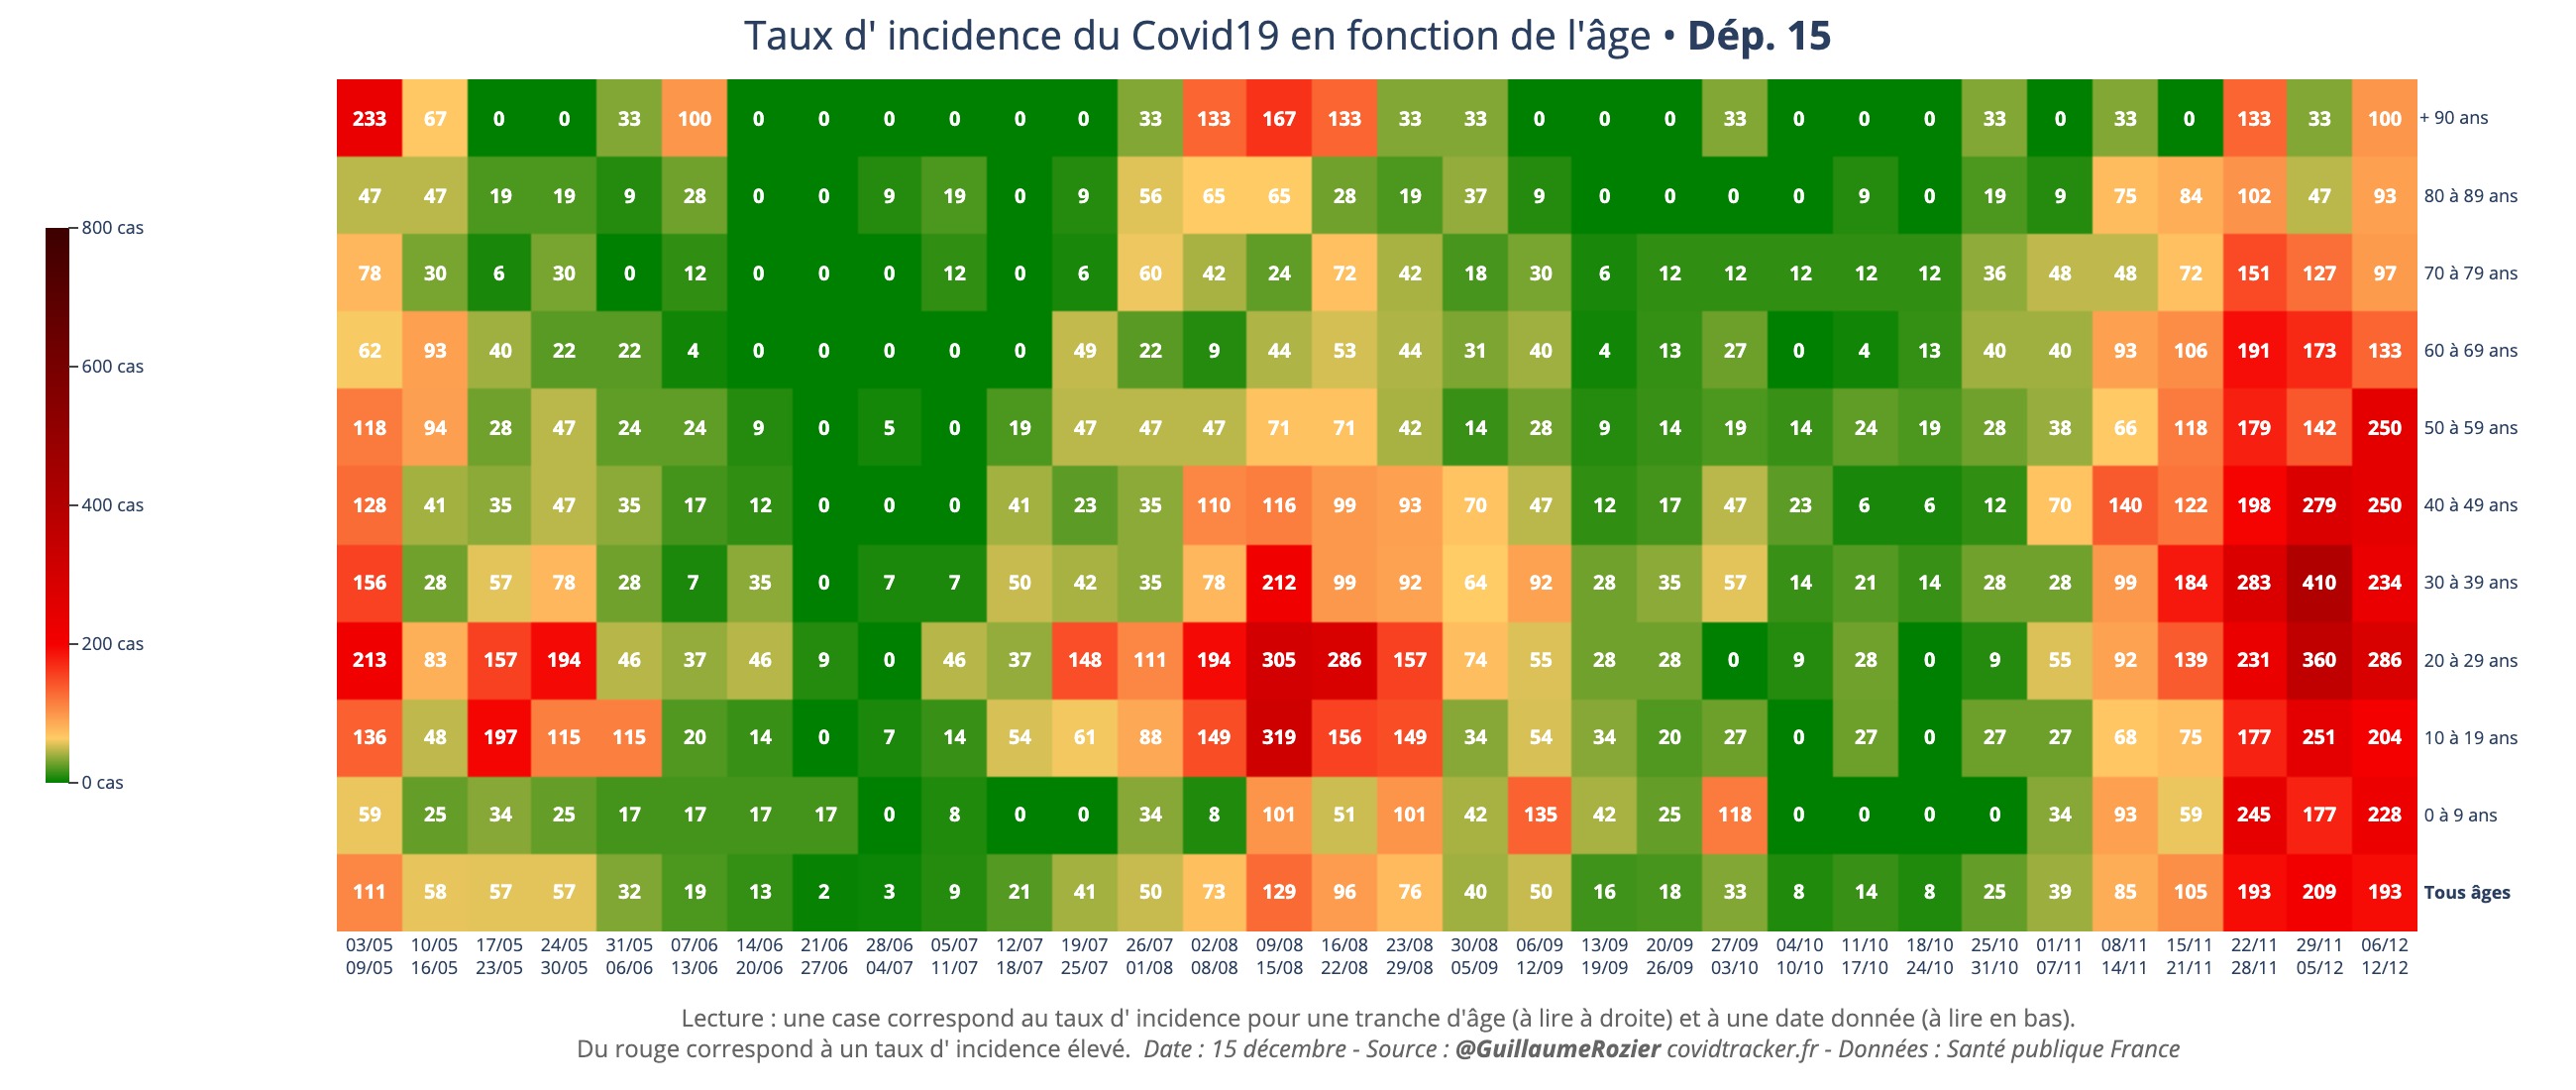 Taux d' incidence du Covid19 en fonction de l'âge • Dép. 15
800 cas
600 cas
400 cas
200 cas
0 cas
233 67 0 0 33 100 0 0 0 0 0 0 33 133 167 133 33 33 0 0 0 33 0 0 0 33 0 33 0 133 33 100 + 90 ans
47 47 19 19 9 28 0 0 9 19 0 9 56 65 65 28 19 37 9 0 0 0 0 9 0 19 9 75 84 102 47 93 80 à 89 ans
78 30 6 30 0 12 0 0 0 12 0 6 60 42 24 72 42 18 30 6 12 12 12 12 12 36 48 48 72 151 127 97 70 à 79 ans
62 93 40 22 22 4 0 0 0 0 0 49 22 9 44 53 44 31 40 4 13 27 0 4 13 40 40 93 106 191 173 133 60 à 69 ans
118 94 28 47 24 24 9 0 5 0 19 47 47 47 71 71 42 14 28 9 14 19 14 24 19 28 38 66 118 179 142 250 50 à 59 ans
128 41 35 47 35 17 12 0 0 0 41 23 35 110 116 99 93 70 47 12 17 47 23 6 6 12 70 140 122 198 279 250 40 à 49 ans
156 28 57 78 28 7 35 0 7 7 50 42 35 78 212 99 92 64 92 28 35 57 14 21 14 28 28 99 184 283 410 234 30 à 39 ans
213 83 157 194 46 37 46 9 0 46 37 148 111 194 305 286 157 74 55 28 28 0 9 28 0 9 55 92 139 231 360 286 20 à 29 ans
136 48 197 115 115 20 14 0 7 14 54 61 88 149 319 156 149 34 54 34 20 27 0 27 0 27 27 68 75 177 251 204 10 à 19 ans
59 25 34 25 17 17 17 17 0 8 0 0 34 8 101 51 101 42 135 42 25 118 0 0 0 0 34 93 59 245 177 228 0 à 9 ans
111 58 57 57 32 19 13 2 3 9 21 41 50 73 129 96 76 40 50 16 18 33 8 14 8 25 39 85 105 193 209 193 Tous âges
03/05 10/05 17/05 24/05 31/05 07/06 14/06 21/06 28/06 05/07 12/07 19/07 26/07 02/08 09/08 16/08 23/08 30/08 06/09 13/09 20/09 27/09 04/10 11/10 18/10 25/10 01/11 08/11 15/11 22/11 29/11 06/12
09/05 16/05 23/05 30/05 06/06 13/06 20/06 27/06 04/07 11/07 18/07 25/07 01/08 08/08 15/08 22/08 29/08 05/09 12/09 19/09 26/09 03/10 10/10 17/10 24/10 31/10 07/11 14/11 21/11 28/11 05/12 12/12
Lecture : une case correspond au taux d' incidence pour une tranche d'âge (à lire à droite) et à une date donnée (à lire en bas).
Du rouge correspond à un taux d' incidence élevé. Date : 15 décembre - Source : @GuillaumeRozier covidtracker.fr - Données : Santé publique France